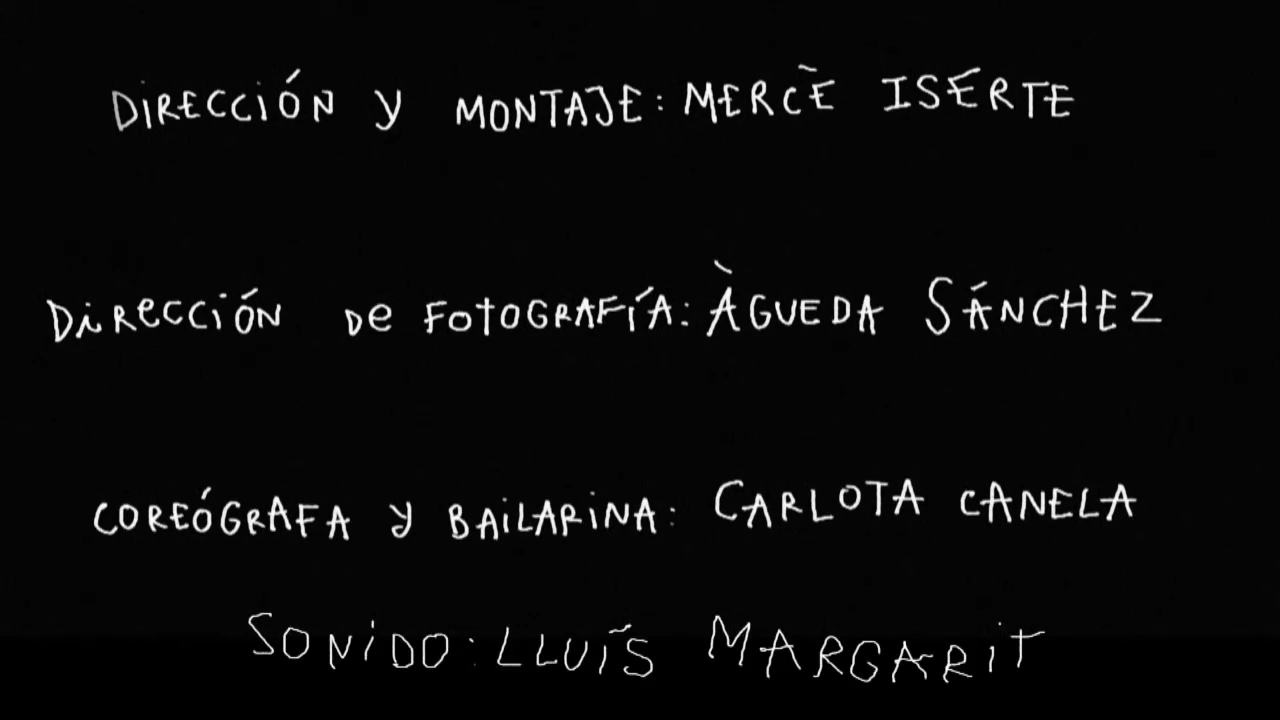 DiRECCiÓN y MONTAJE: MERCÈ ISERTE
DiRecciÓN De FOTOGRAFÍA: ÀGUEDA SÁNCHEZ
COREÓGRAFA y BAiLARiNA: CARLOTA CANELA
SONiDO: LLUÍS MARGARiT